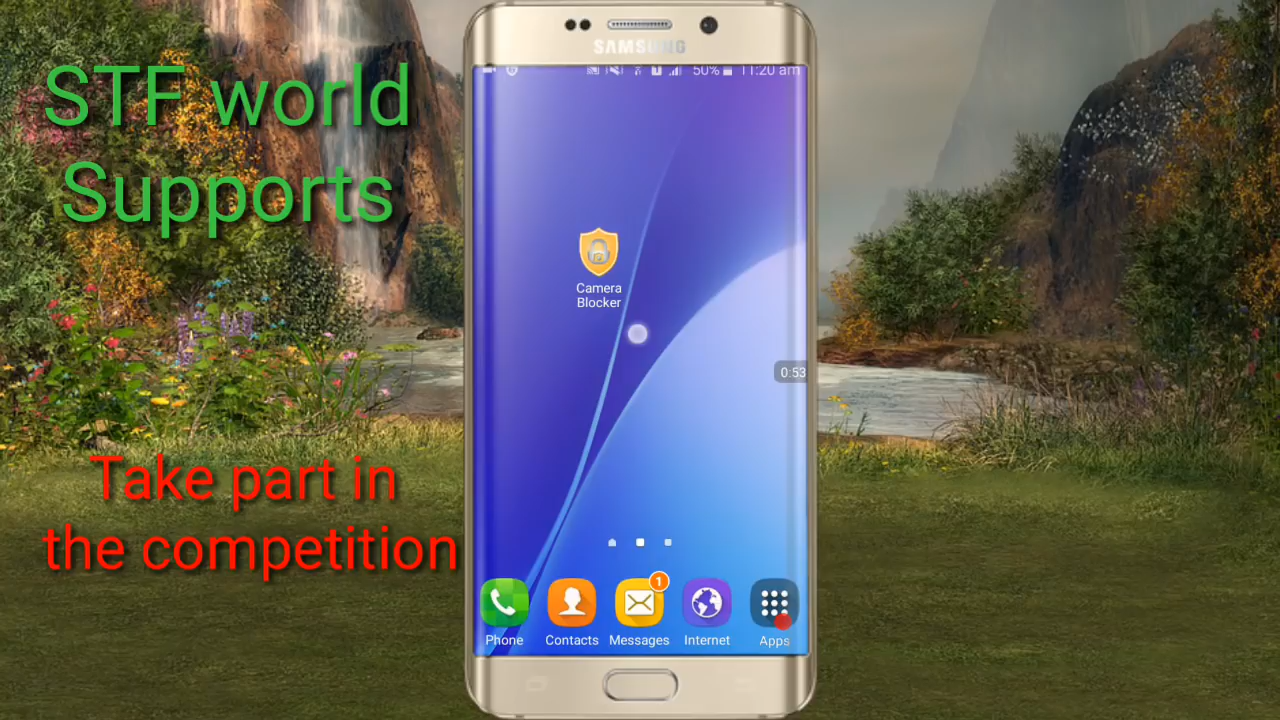 STF world
Supports
Take part in
the competition
SAMSUNG
50% 11:20 am
Camera
Blocker
0:53
1
Phone Contacts Messages Internet Apps